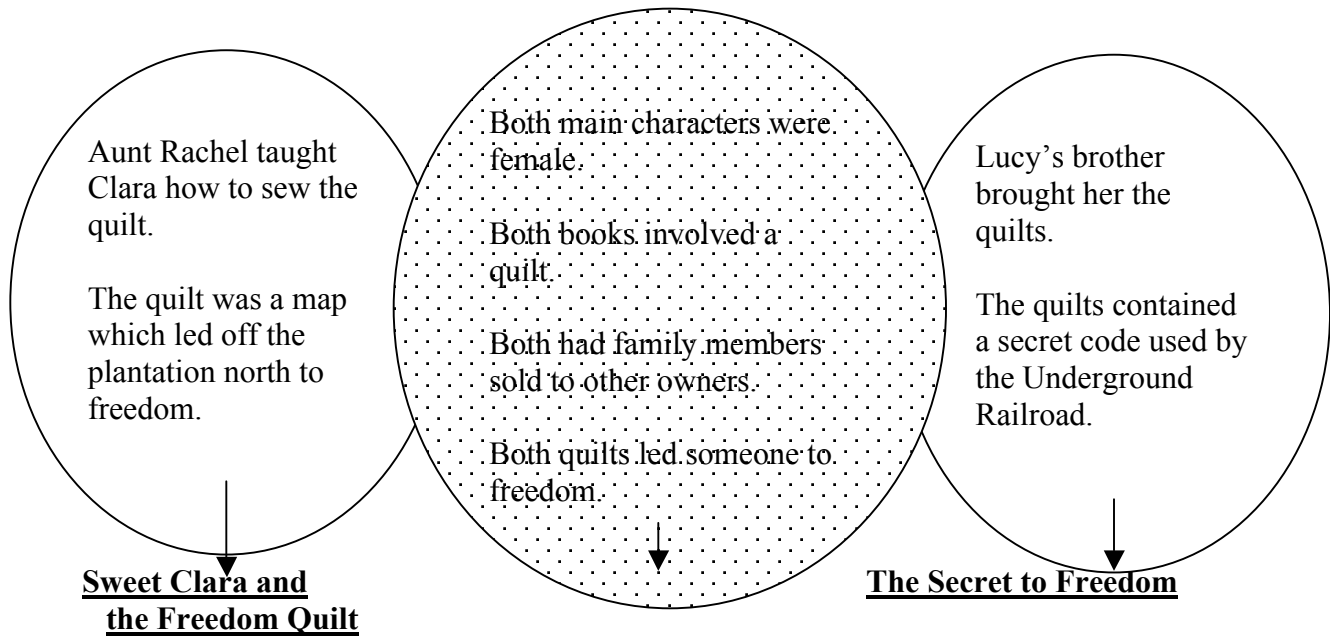 Aunt Rachel taught
Clara how to sew the
quilt.
The quilt was a map
which led off the
plantation north to
freedom.
Both main characters were
female.
Both books involved a
quilt.
Both had family members
sold to other owners.
Both quilts led someone to
freedom.
Lucy’s brother
brought her the
quilts.
The quilts contained
a secret code used by
the Underground
Railroad.
Sweet Clara and
the Freedom Quilt
The Secret to Freedom